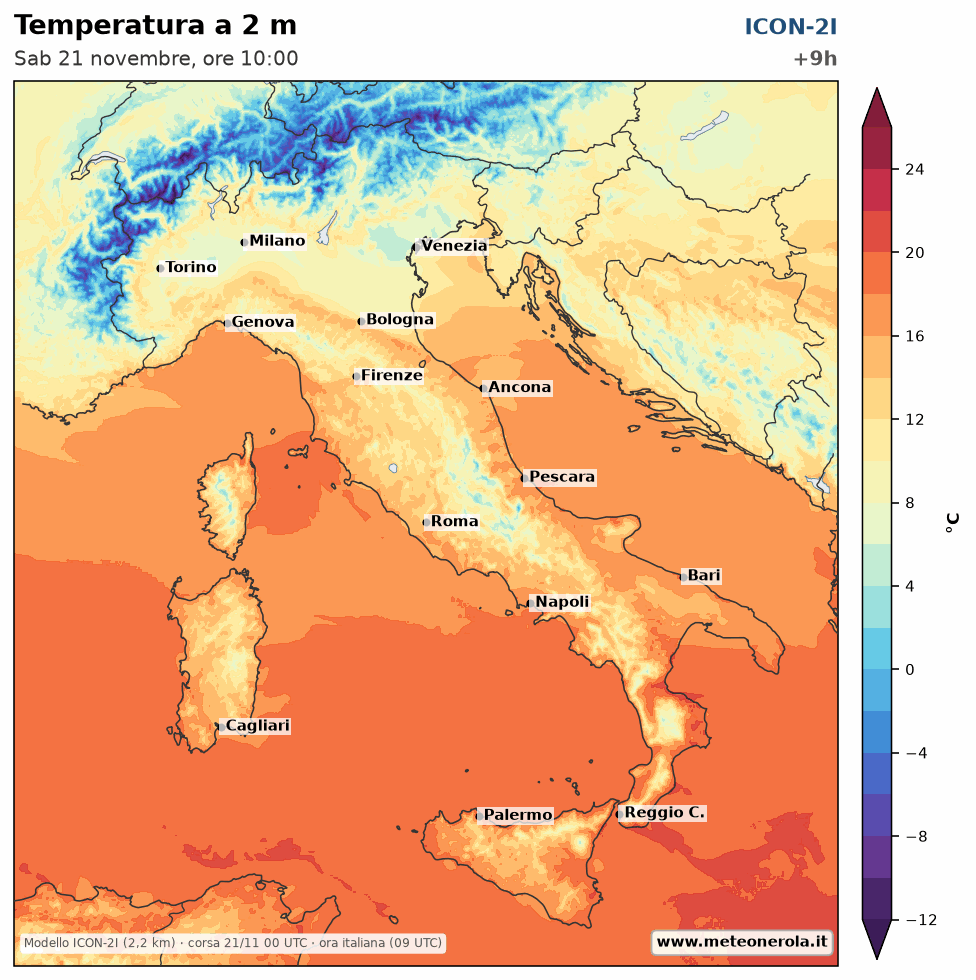 Temperatura a 2 m
ICON-2I
Sab 21 novembre, ore 10:00
+9h
Milano
Venezia
Torino
Genova
Bologna
Firenze
Ancona
Pescara
Roma
Bari
Napoli
Cagliari
Palermo
Reggio C.
24
20
16
12
8
4
0
−4
−8
−12
°C
Modello ICON-2I (2,2 km) · corsa 21/11 00 UTC · ora italiana (09 UTC)
www.meteonerola.it